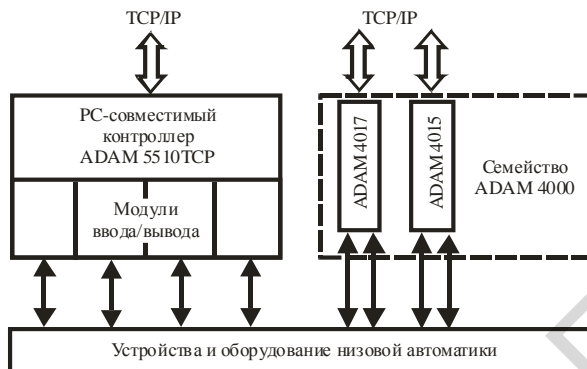 TCP/IP
TCP/IP
PC-совместимый
контроллер
ADAM 5510TCP
Модули
ввода/вывода
ADAM 4017
ADAM 4015
Семейство
ADAM 4000
Устройства и оборудование низовой автоматики